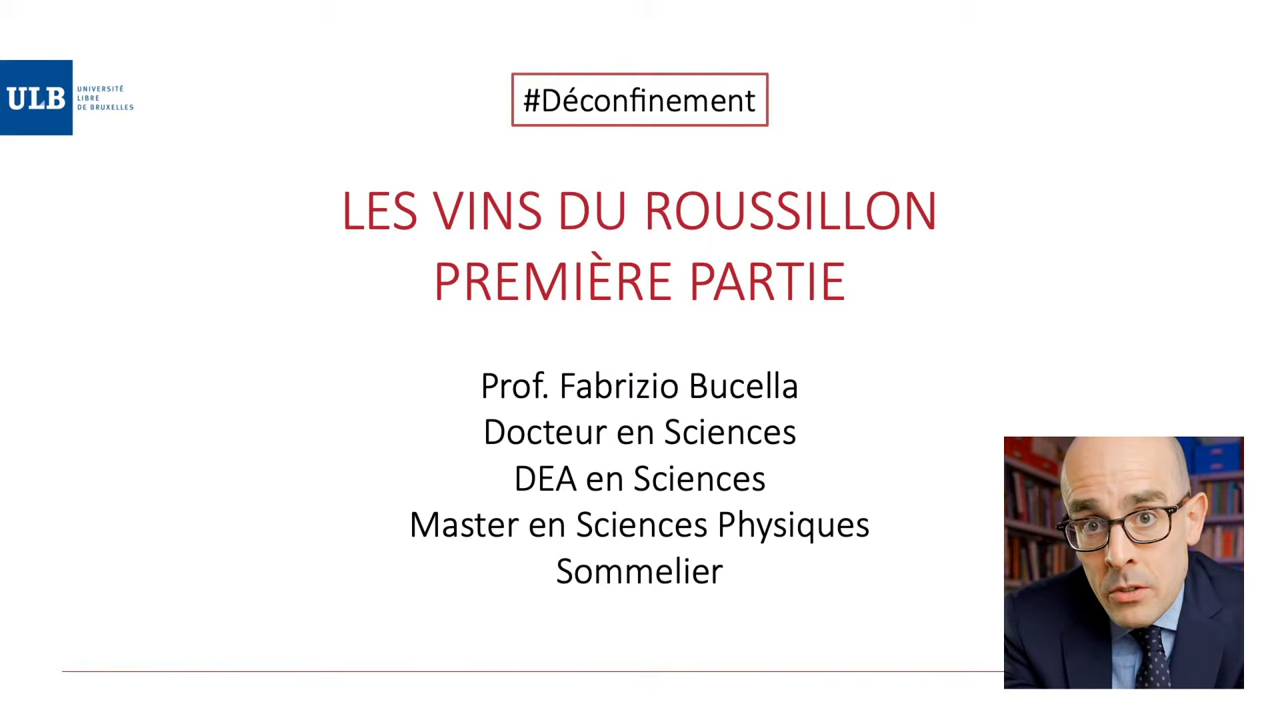 ULB
UNIVERSITÉ
LIBRE
DE BRUXELLES
#Déconfinement
LES VINS DU ROUSSILLON
PREMIÈRE PARTIE
Prof. Fabrizio Bucella
Docteur en Sciences
DEA en Sciences
Master en Sciences Physiques
Sommelier